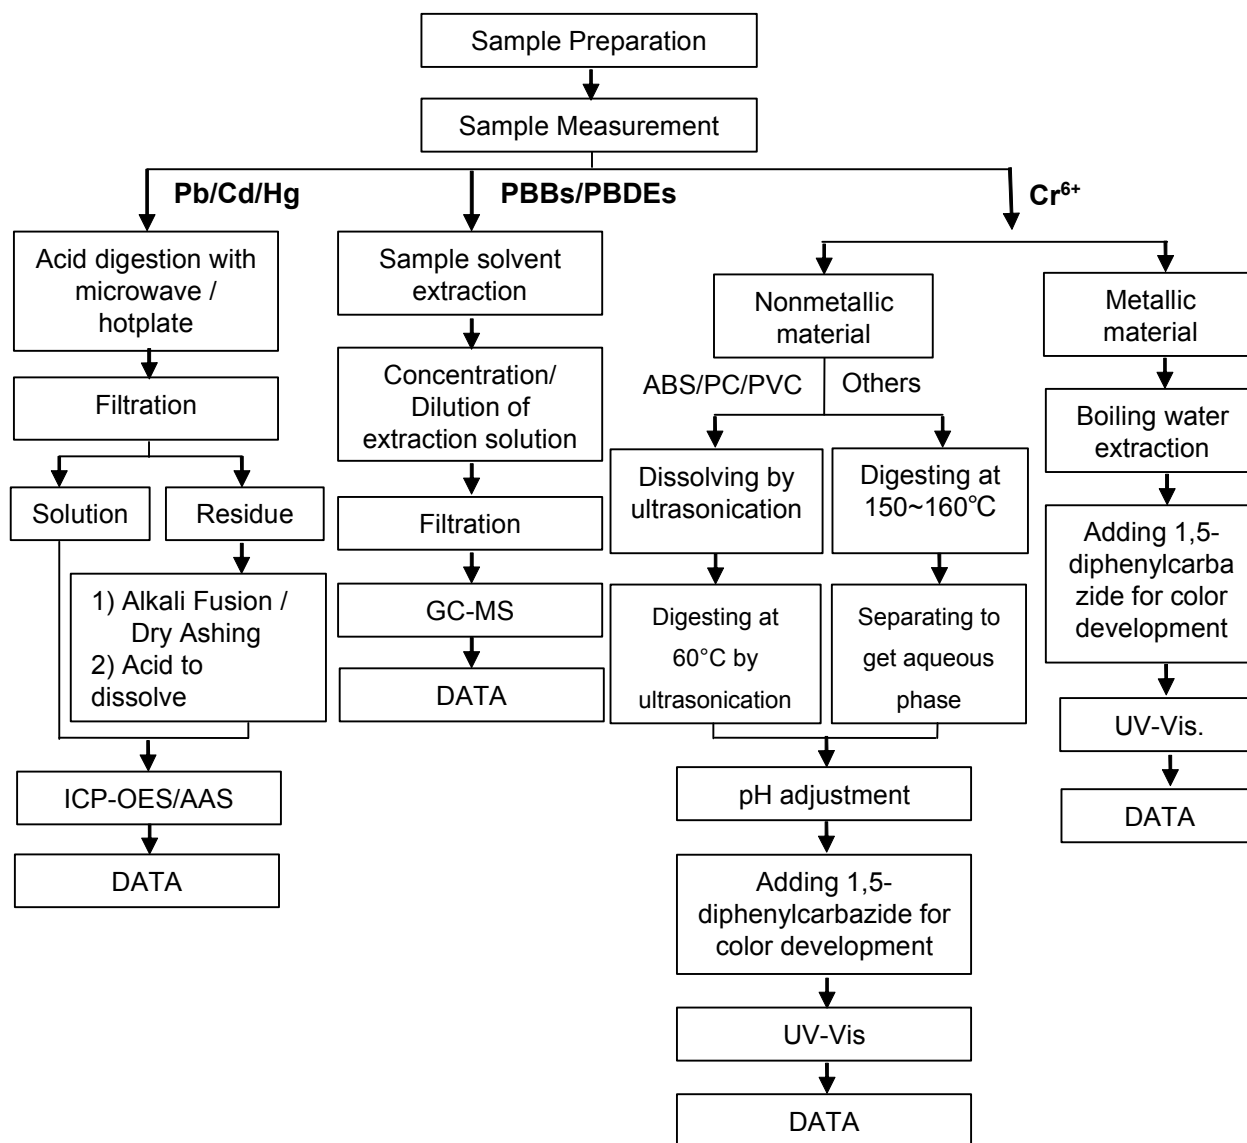 Sample Preparation
Sample Measurement
Pb/Cd/Hg
PBBs/PBDEs
Cr⁶⁺
Acid digestion with
microwave /
hotplate
Filtration
Solution
Residue
1) Alkali Fusion /
Dry Ashing
2) Acid to
dissolve
ICP-OES/AAS
DATA
Sample solvent
extraction
Concentration/
Dilution of
extraction solution
Filtration
GC-MS
DATA
Nonmetallic
material
ABS/PC/PVC
Others
Dissolving by
ultrasonication
Digesting at
60°C by
ultrasonication
Digesting at
150~160℃
Separating to
get aqueous
phase
pH adjustment
Adding 1,5-
diphenylcarbazide for
color development
UV-Vis
DATA
Metallic
material
Boiling water
extraction
Adding 1,5-
diphenylcarba
zide for color
development
UV-Vis.
DATA